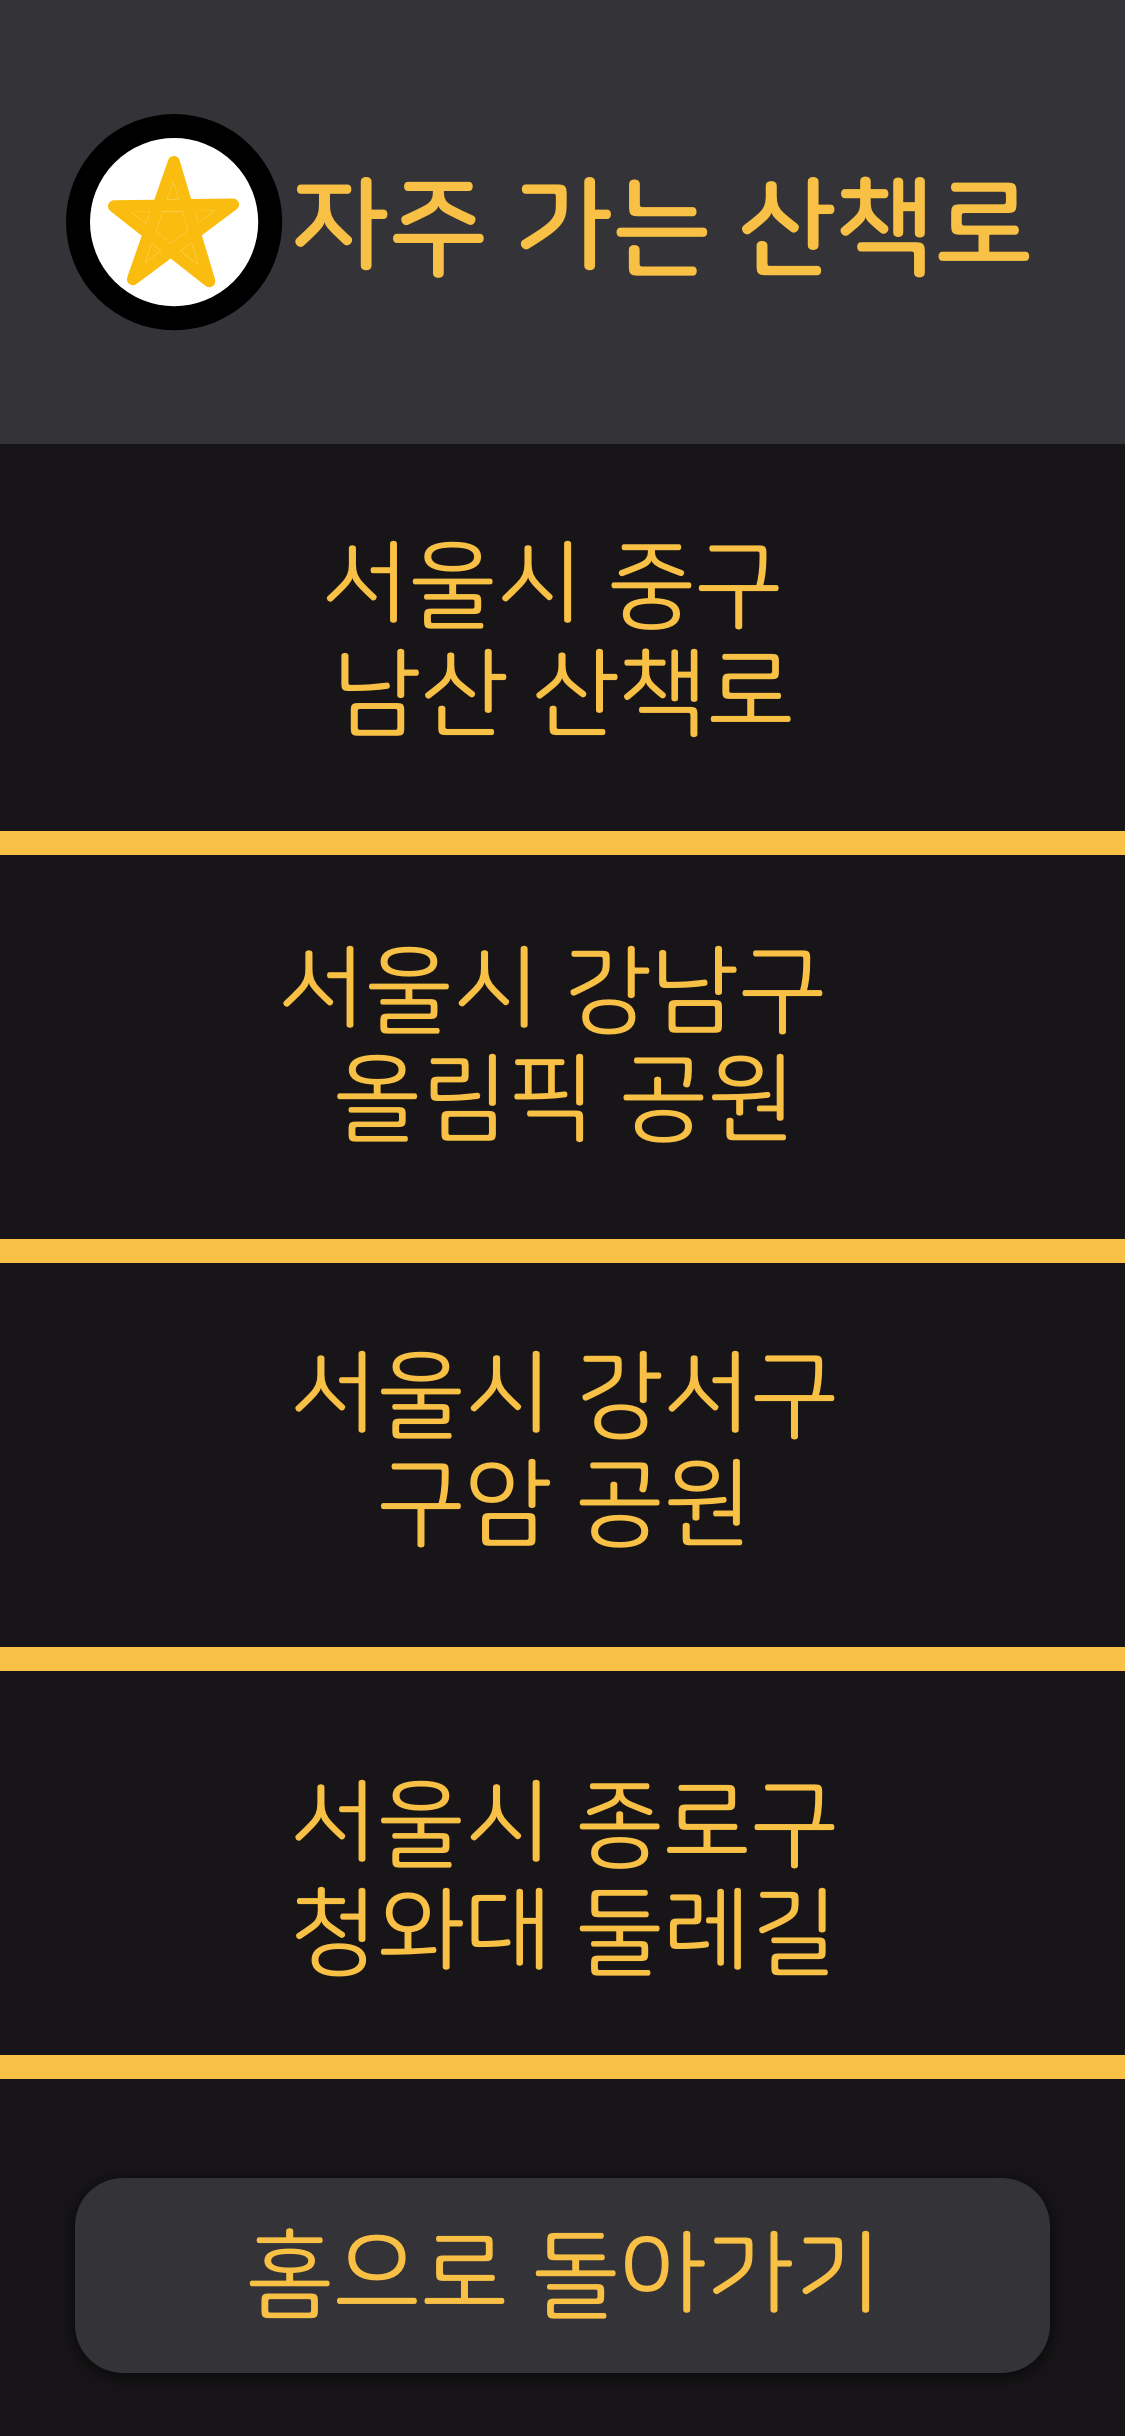 자주 가는 산책로
서울시 중구
남산 산책로
서울시 강남구
올림픽 공원
서울시 강서구
구암 공원
서울시 종로구
청와대 둘레길
홈으로 돌아가기